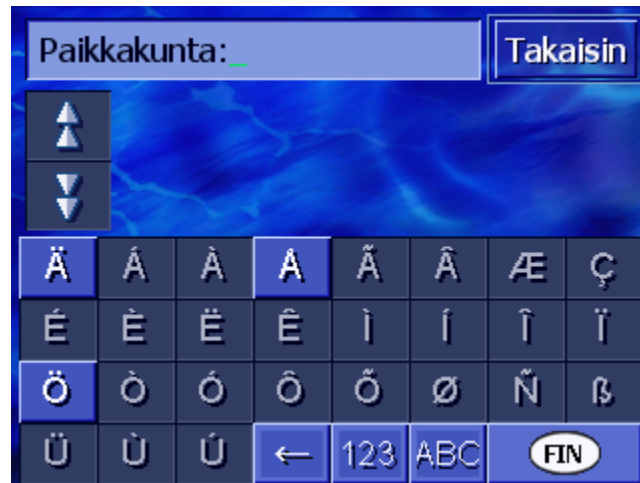 Paikkakunta:_
Takaisin
Ä Á À Å Ã Â Æ Ç
É È Ë Ê Ì Í Î Ï
Ö Ò Ó Ô Õ Ø Ñ ß
Ü Ù Ú ← 123 ABC FIN